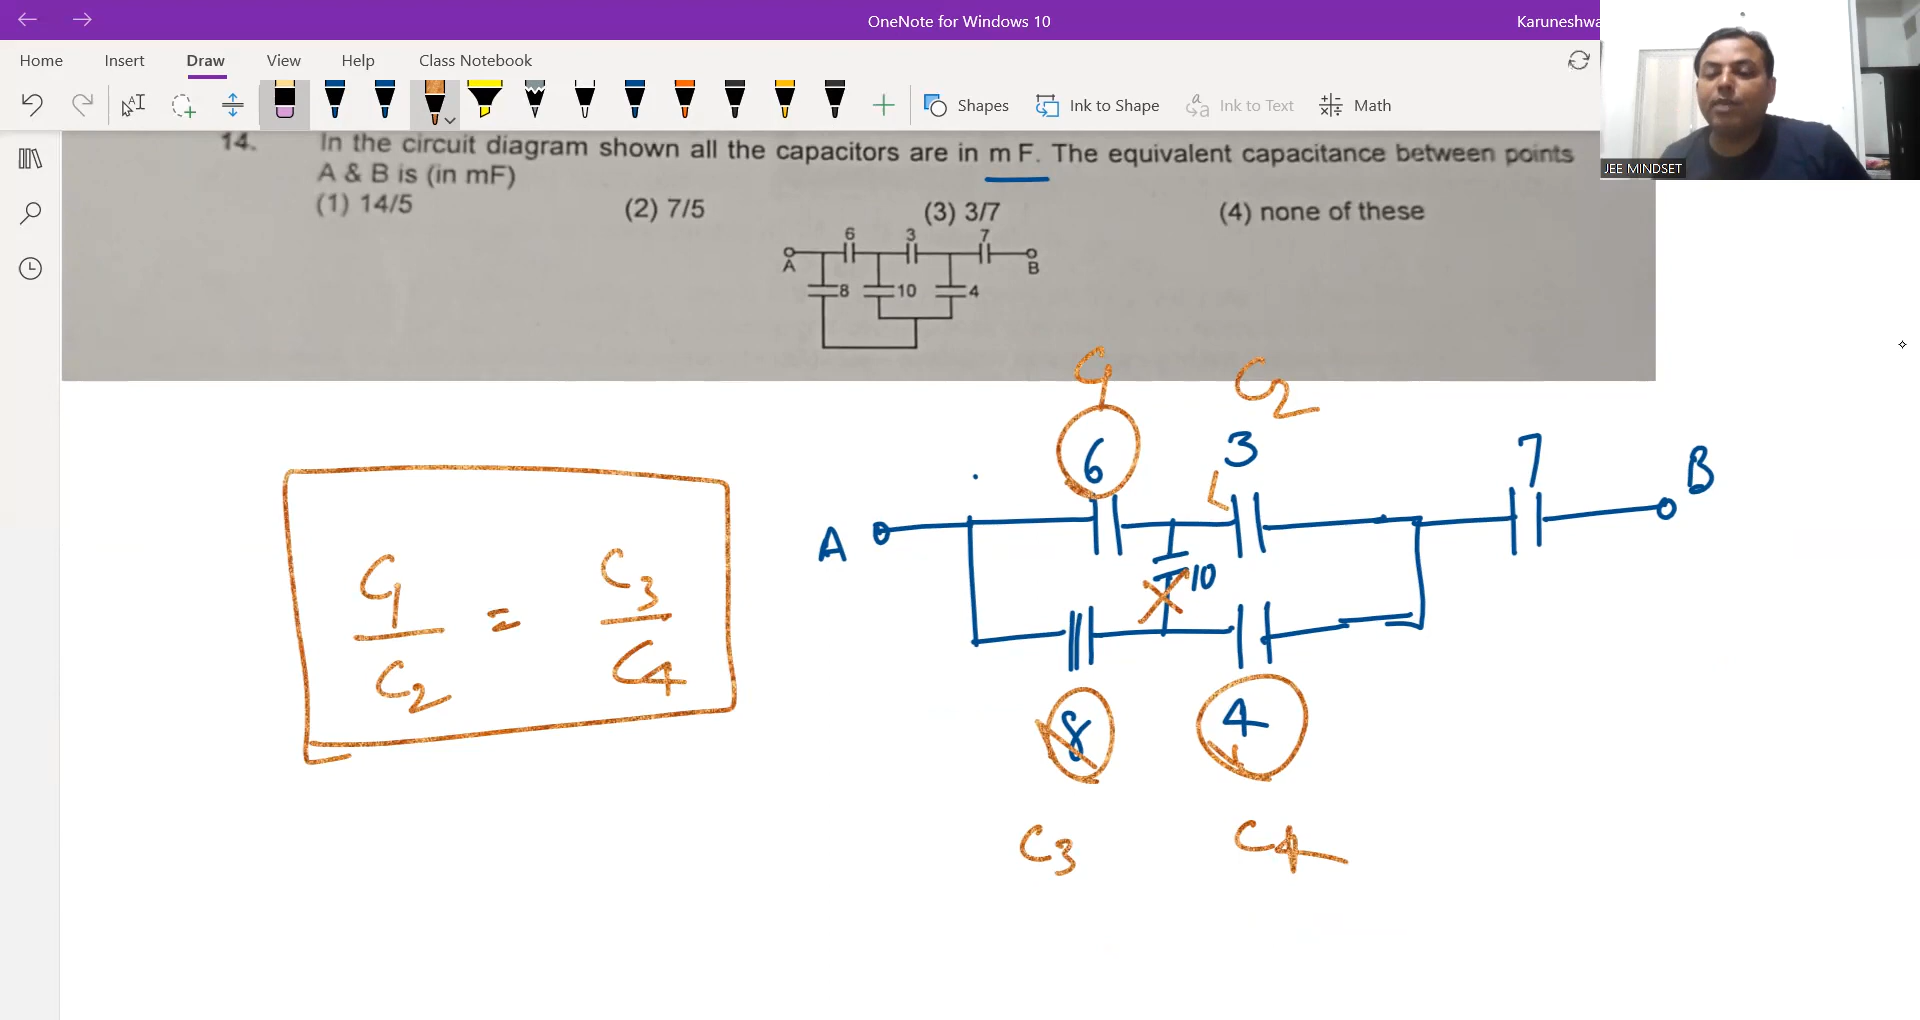 OneNote for Windows 10
Karuneshwa
Home Insert Draw View Help Class Notebook
Shapes Ink to Shape Ink to Text Math
JEE MINDSET
14. In the circuit diagram shown all the capacitors are in m F. The equivalent capacitance between points
A & B is (in mF)
(1) 14/5 (2) 7/5 (3) 3/7 (4) none of these
6 3 7
A B
8 10 4
C1 C2
6 3 7 B
A
10
C1/C2 = C3/C4
8 4
C3 C4